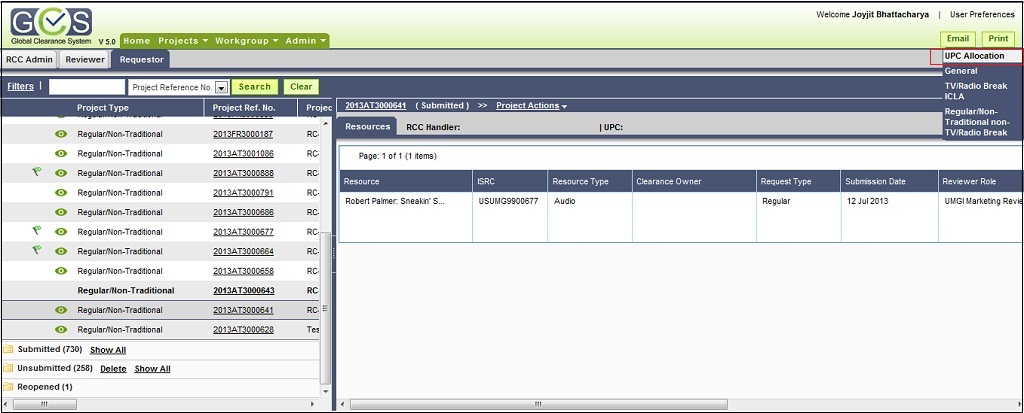 GCS
Global Clearance System V 5.0
Welcome Joyjit Bhattacharya | User Preferences
Home Projects Workgroup Admin
Email Print
RCC Admin Reviewer Requestor
UPC Allocation
General
TV/Radio Break
ICLA
Regular/Non-
Traditional non-
TV/Radio Break
Filters | Project Reference No. Search Clear
Project Type Project Ref. No. Projec
Regular/Non-Traditional 2013FR3000187 RC-
Regular/Non-Traditional 2013AT3001086 RC-
Regular/Non-Traditional 2013AT3000888 RC-
Regular/Non-Traditional 2013AT3000791 RC-
Regular/Non-Traditional 2013AT3000686 RC-
Regular/Non-Traditional 2013AT3000677 RC-
Regular/Non-Traditional 2013AT3000664 RC-
Regular/Non-Traditional 2013AT3000658 RC-
Regular/Non-Traditional 2013AT3000643 RC-
Regular/Non-Traditional 2013AT3000641 RC-
Regular/Non-Traditional 2013AT3000628 Tes
Submitted (730) Show All
Unsubmitted (258) Delete Show All
Reopened (1)
2013AT3000641 ( Submitted ) >> Project Actions
Resources RCC Handler: | UPC:
Page: 1 of 1 (1 items)
Resource ISRC Resource Type Clearance Owner Request Type Submission Date Reviewer Role
Robert Palmer: Sneakin' S... USUMG9900677 Audio Regular 12 Jul 2013 UMGI Marketing Revie